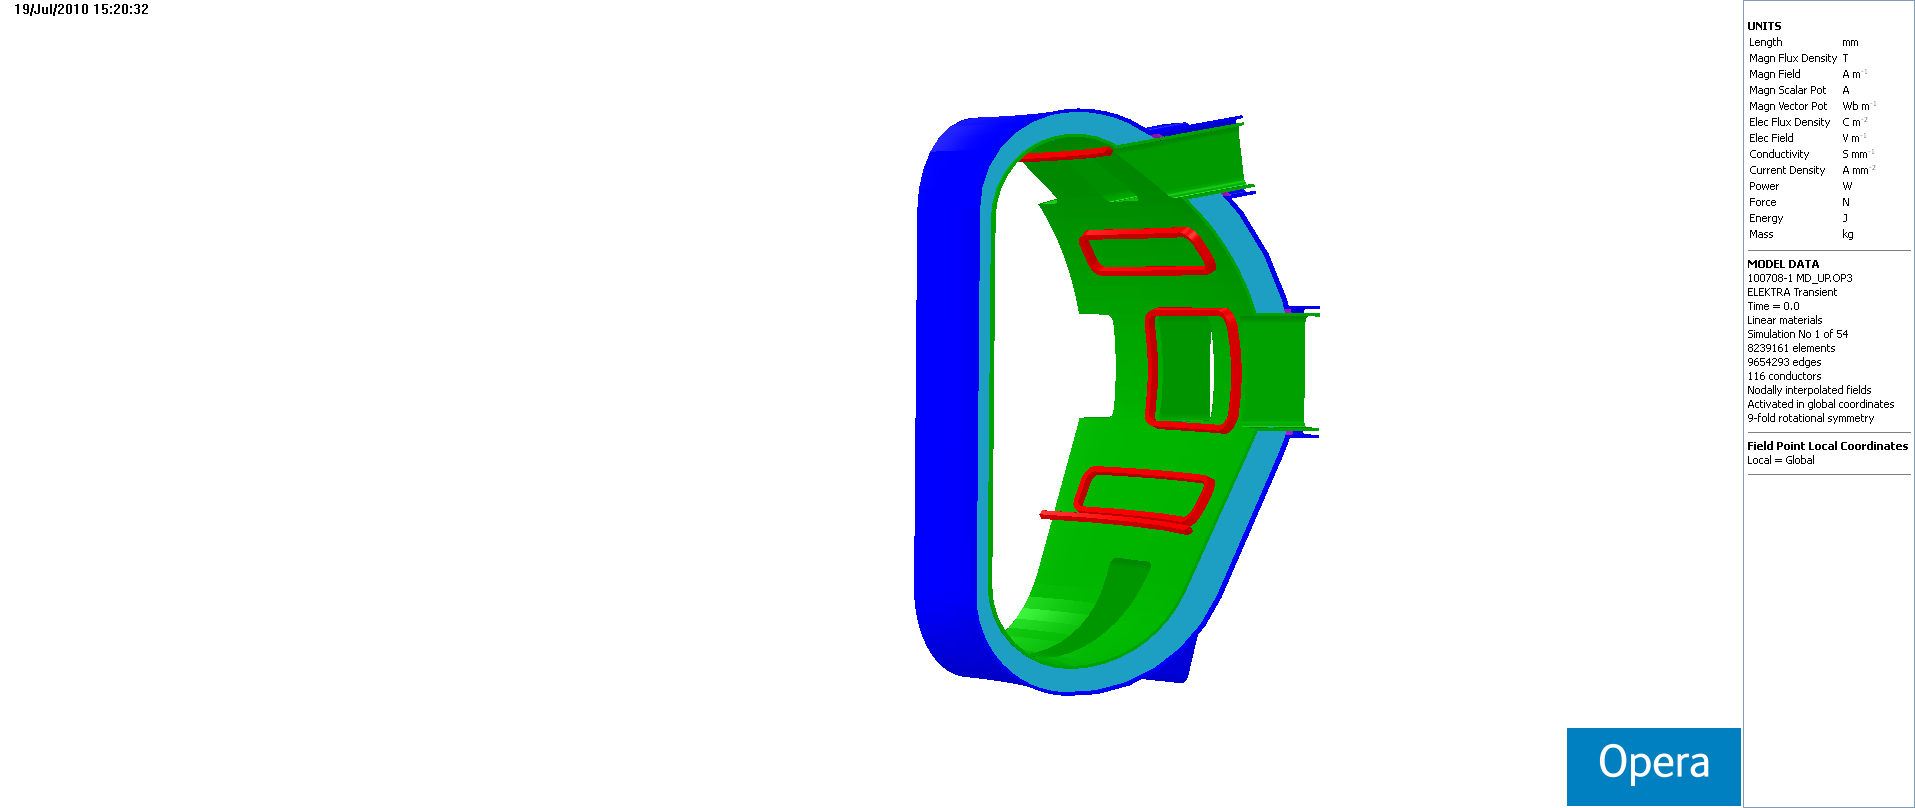 19/Jul/2010 15:20:32
UNITS
Length mm
Magn Flux Density T
Magn Field A m⁻¹
Magn Scalar Pot A
Magn Vector Pot Wb m⁻¹
Elec Flux Density C m⁻²
Elec Field V m⁻¹
Conductivity S mm⁻¹
Current Density A mm⁻²
Power W
Force N
Energy J
Mass kg
MODEL DATA
100708-1 MD_UP.OP3
ELEKTRA Transient
Time = 0.0
Linear materials
Simulation No 1 of 54
8239161 elements
9654293 edges
116 conductors
Nodally interpolated fields
Activated in global coordinates
9-fold rotational symmetry
Field Point Local Coordinates
Local = Global
Opera